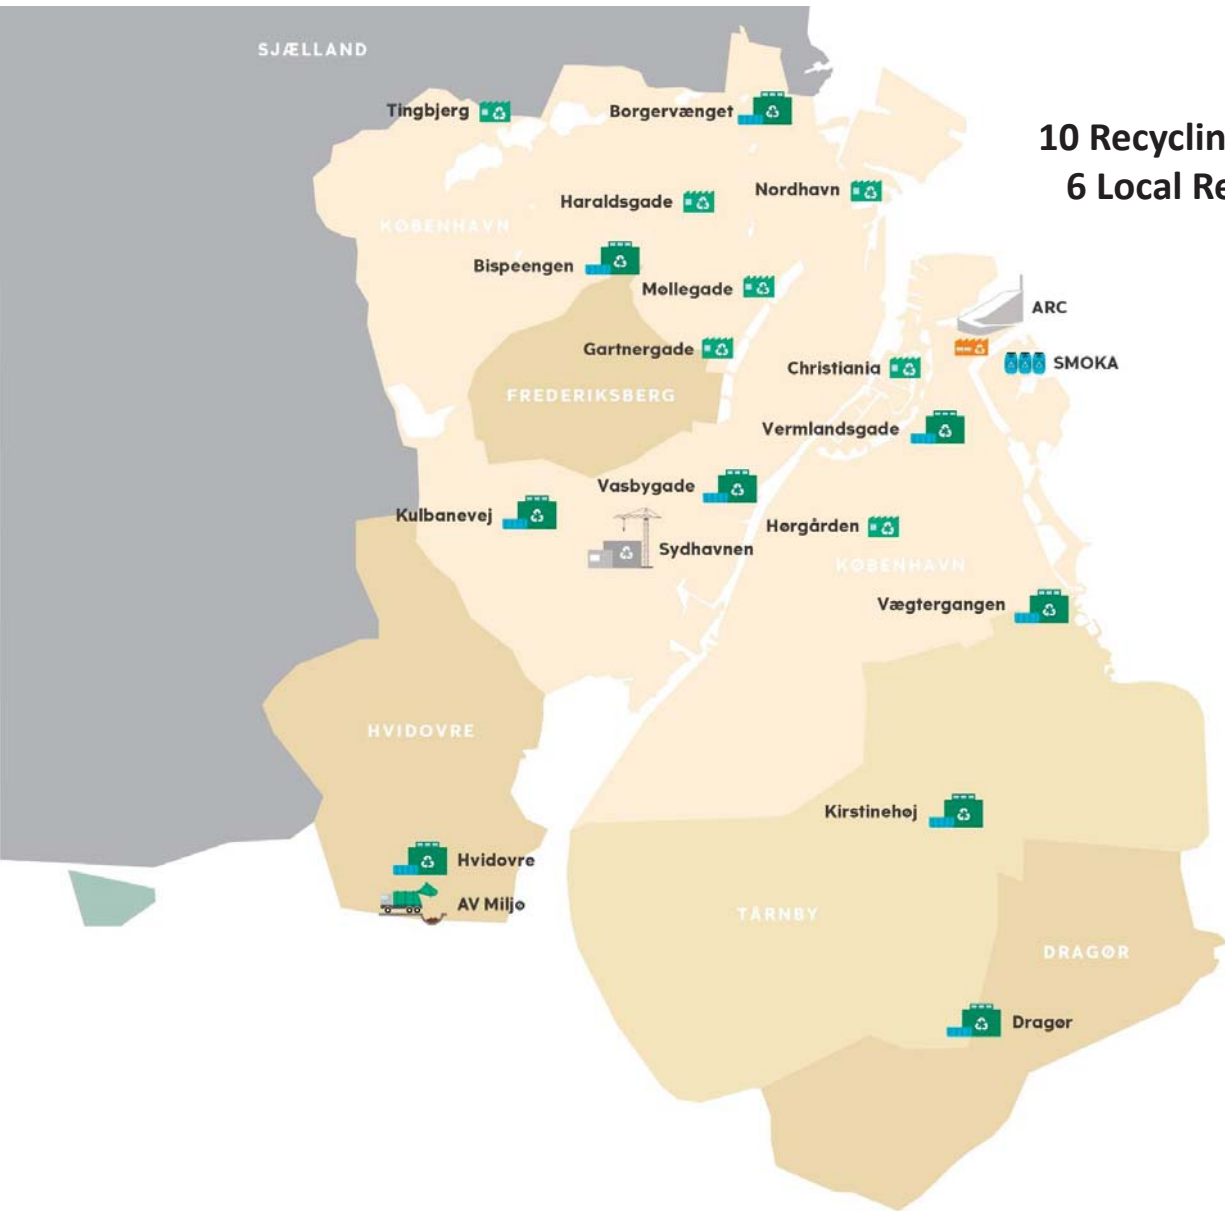 SJÆLLAND
Tingbjerg
Borgervænget
10 Recyclin
6 Local Re
Nordhavn
Haraldsgade
KØBENHAVN
Bispeengen
Møllegade
ARC
Gartnergade
Christiania
SMOKA
FREDERIKSBERG
Vermlandsgade
Vasbygade
Kulbanevej
Hørgården
Sydhavnen
KØBENHAVN
Vægtergangen
HVIDOVRE
Kirstinehøj
Hvidovre
AV Miljø
TÅRNBY
DRAGØR
Dragør